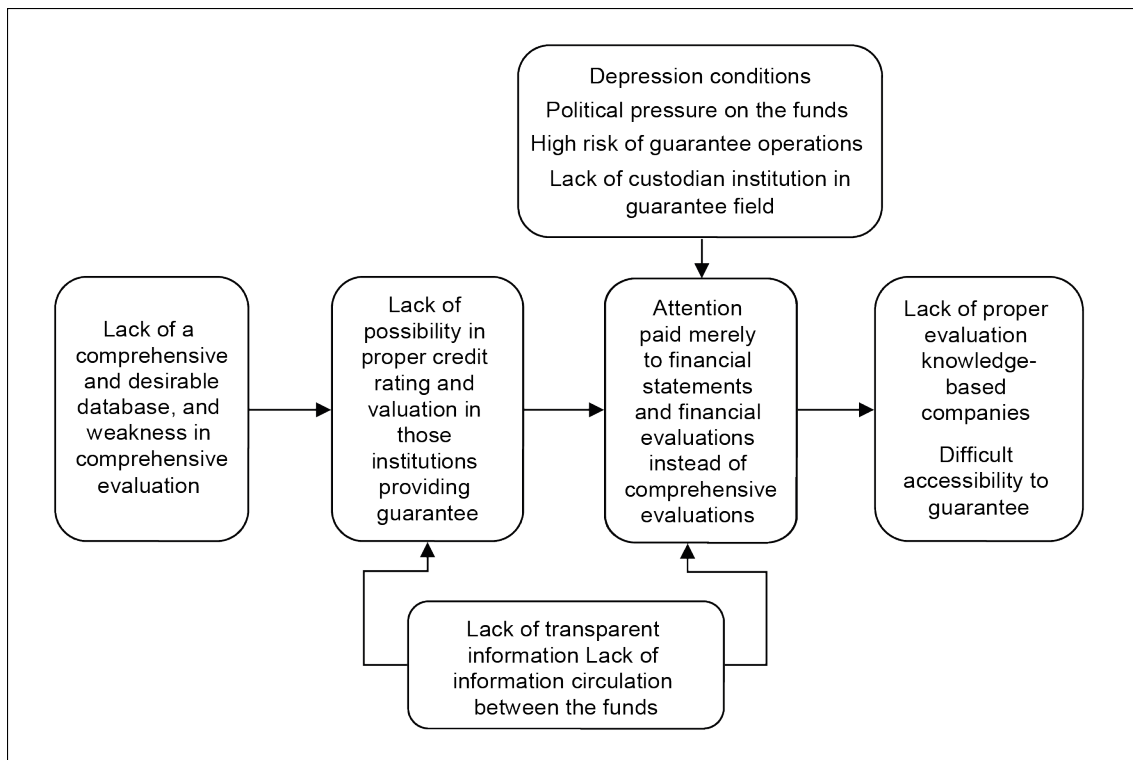 Depression conditions
Political pressure on the funds
High risk of guarantee operations
Lack of custodian institution in
guarantee field
Lack of a
comprehensive
and desirable
database, and
weakness in
comprehensive
evaluation
Lack of
possibility in
proper credit
rating and
valuation in
those
institutions
providing
guarantee
Attention
paid merely
to financial
statements
and financial
evaluations
instead of
comprehensive
evaluations
Lack of proper
evaluation
knowledge-
based
companies
Difficult
accessibility to
guarantee
Lack of transparent
information Lack of
information circulation
between the funds